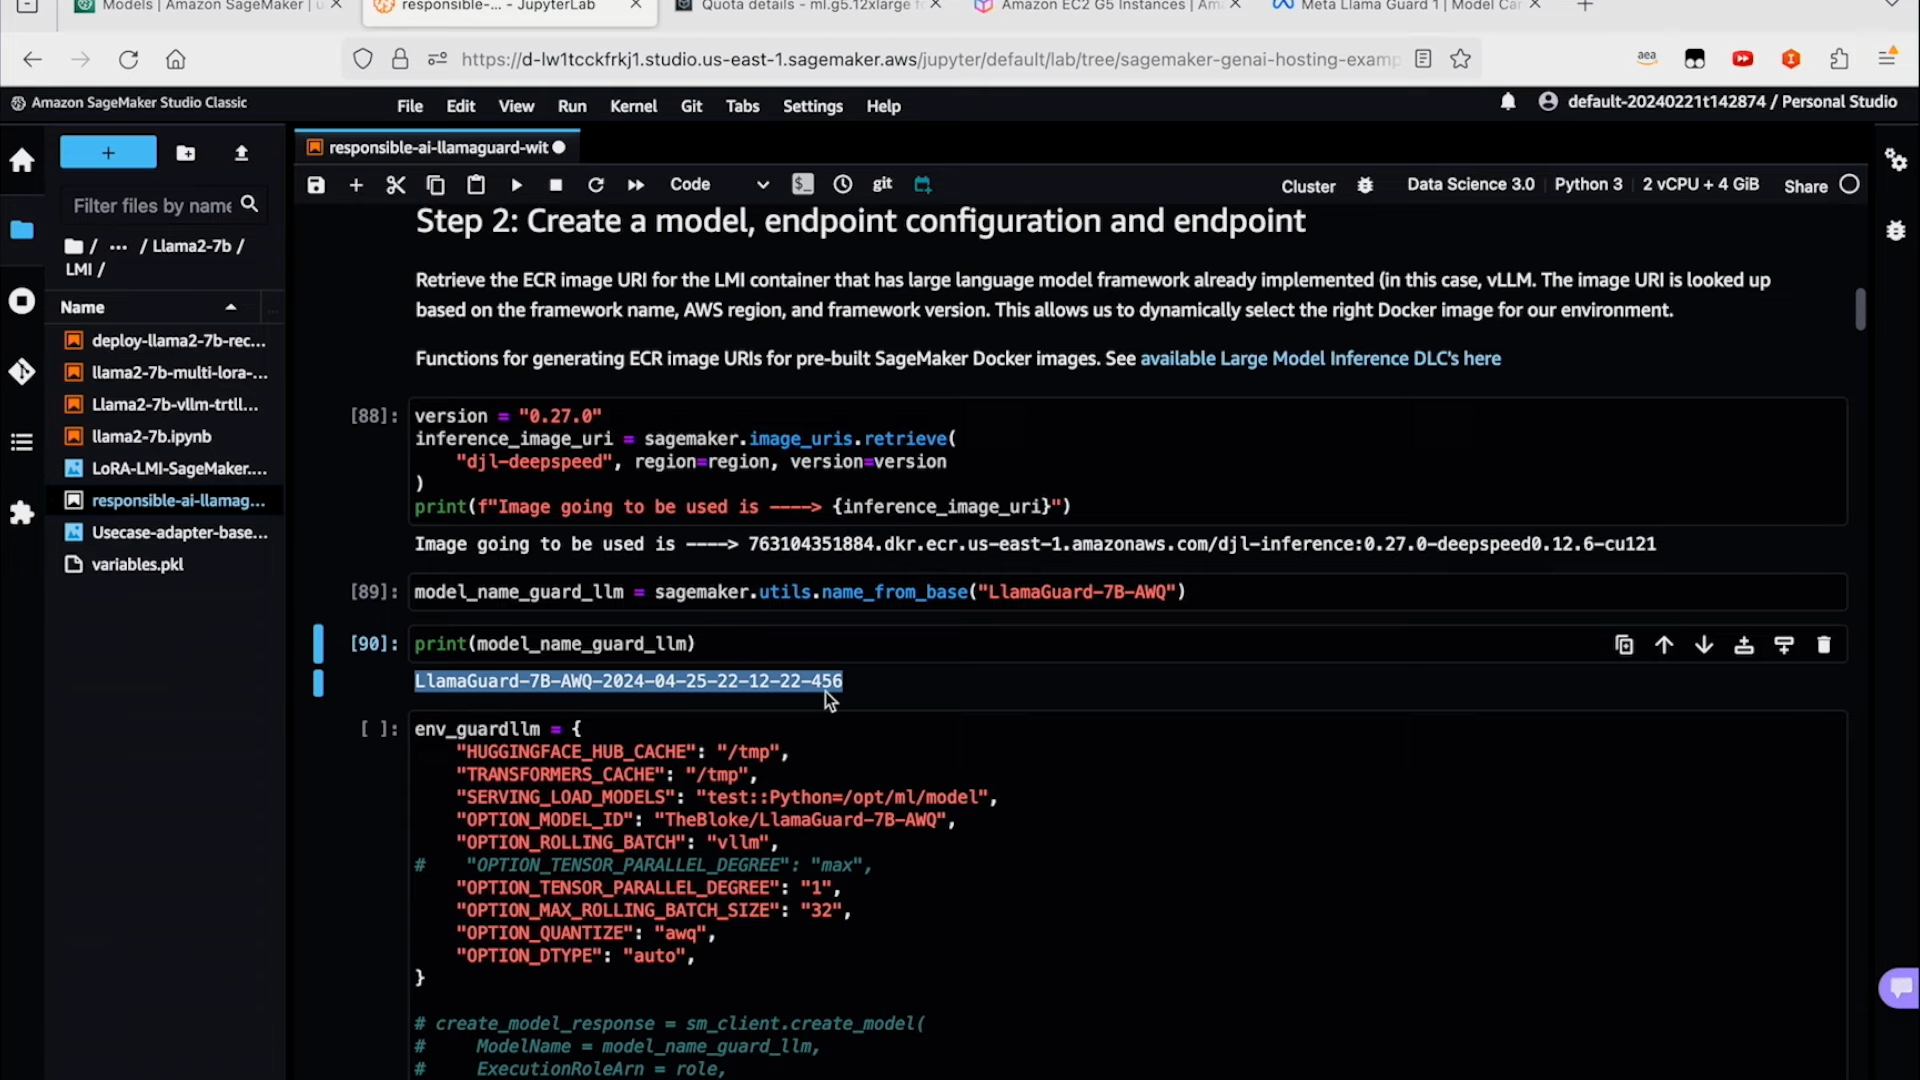 Models | Amazon SageMaker | u
responsible-... - JupyterLab
Quota details - ml.g5.12xlarge f
Amazon EC2 G5 Instances | Am
Meta Llama Guard 1 | Model Car
https://d-lw1tcckfrkj1.studio.us-east-1.sagemaker.aws/jupyter/default/lab/tree/sagemaker-genai-hosting-examp
aea
Amazon SageMaker Studio Classic
File Edit View Run Kernel Git Tabs Settings Help
default-20240221t142874 / Personal Studio
+
Filter files by name
/ ... / Llama2-7b /
LMI /
Name
deploy-llama2-7b-rec...
llama2-7b-multi-lora-...
Llama2-7b-vllm-trtll...
llama2-7b.ipynb
LoRA-LMI-SageMaker....
responsible-ai-llamag...
Usecase-adapter-base...
variables.pkl
responsible-ai-llamaguard-wit
Code
git
Cluster
Data Science 3.0 | Python 3 | 2 vCPU + 4 GiB
Share
Step 2: Create a model, endpoint configuration and endpoint
Retrieve the ECR image URI for the LMI container that has large language model framework already implemented (in this case, vLLM. The image URI is looked up
based on the framework name, AWS region, and framework version. This allows us to dynamically select the right Docker image for our environment.
Functions for generating ECR image URIs for pre-built SageMaker Docker images. See available Large Model Inference DLC's here
[88]: version = "0.27.0"
inference_image_uri = sagemaker.image_uris.retrieve(
"djl-deepspeed", region=region, version=version
)
print(f"Image going to be used is ----> {inference_image_uri}")
Image going to be used is ----> 763104351884.dkr.ecr.us-east-1.amazonaws.com/djl-inference:0.27.0-deepspeed0.12.6-cu121
[89]: model_name_guard_llm = sagemaker.utils.name_from_base("LlamaGuard-7B-AWQ")
[90]: print(model_name_guard_llm)
LlamaGuard-7B-AWQ-2024-04-25-22-12-22-456
[ ]: env_guardllm = {
"HUGGINGFACE_HUB_CACHE": "/tmp",
"TRANSFORMERS_CACHE": "/tmp",
"SERVING_LOAD_MODELS": "test::Python=/opt/ml/model",
"OPTION_MODEL_ID": "TheBloke/LlamaGuard-7B-AWQ",
"OPTION_ROLLING_BATCH": "vllm",
# "OPTION_TENSOR_PARALLEL_DEGREE": "max",
"OPTION_TENSOR_PARALLEL_DEGREE": "1",
"OPTION_MAX_ROLLING_BATCH_SIZE": "32",
"OPTION_QUANTIZE": "awq",
"OPTION_DTYPE": "auto",
}
# create_model_response = sm_client.create_model(
# ModelName = model_name_guard_llm,
# ExecutionRoleArn = role,